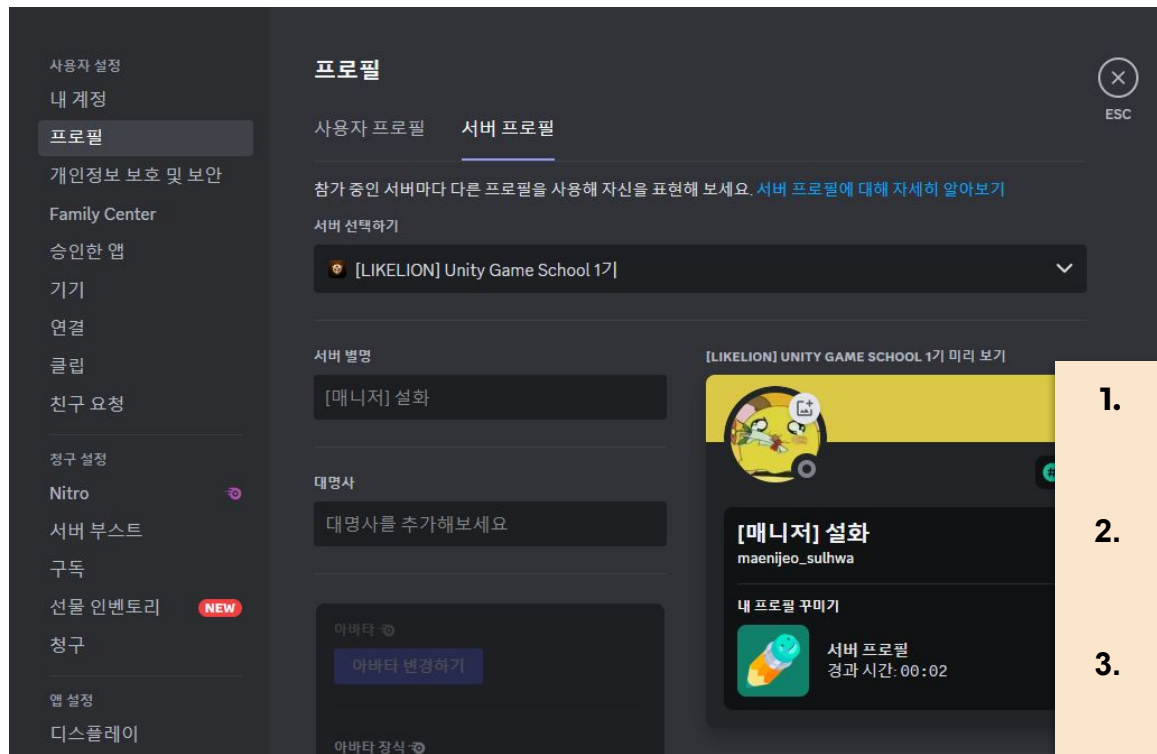 사용자 설정
내 계정
프로필
개인정보 보호 및 보안
Family Center
승인한 앱
기기
연결
클립
친구 요청
청구 설정
Nitro
서버 부스트
구독
선물 인벤토리 NEW
청구
앱 설정
디스플레이
프로필
ESC
사용자 프로필 서버 프로필
참가 중인 서버마다 다른 프로필을 사용해 자신을 표현해 보세요. 서버 프로필에 대해 자세히 알아보기
서버 선택하기
[LIKELION] Unity Game School 1기
서버 별명
[매니저] 설화
대명사
대명사를 추가해보세요
아바타
아바타 변경하기
아바타 장식
[LIKELION] UNITY GAME SCHOOL 1기 미리 보기
#
[매니저] 설화
maenijeo_sulhwa
내 프로필 꾸미기
서버 프로필
경과 시간: 00:02
1.
2.
3.